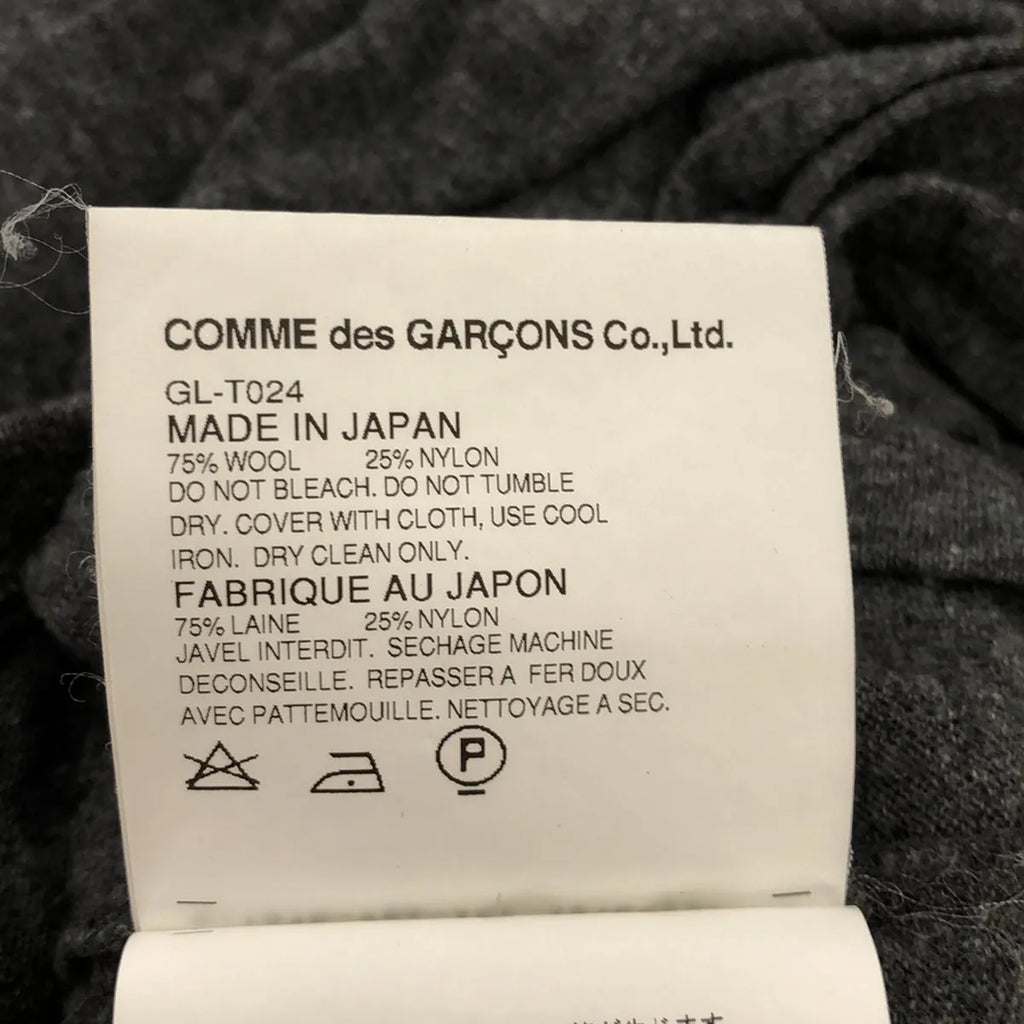 COMME des GARÇONS Co.,Ltd.
GL-T024
MADE IN JAPAN
75% WOOL 25% NYLON
DO NOT BLEACH. DO NOT TUMBLE
DRY. COVER WITH CLOTH, USE COOL
IRON. DRY CLEAN ONLY.
FABRIQUE AU JAPON
75% LAINE 25% NYLON
JAVEL INTERDIT. SECHAGE MACHINE
DECONSEILLE. REPASSER A FER DOUX
AVEC PATTEMOUILLE. NETTOYAGE A SEC.
P